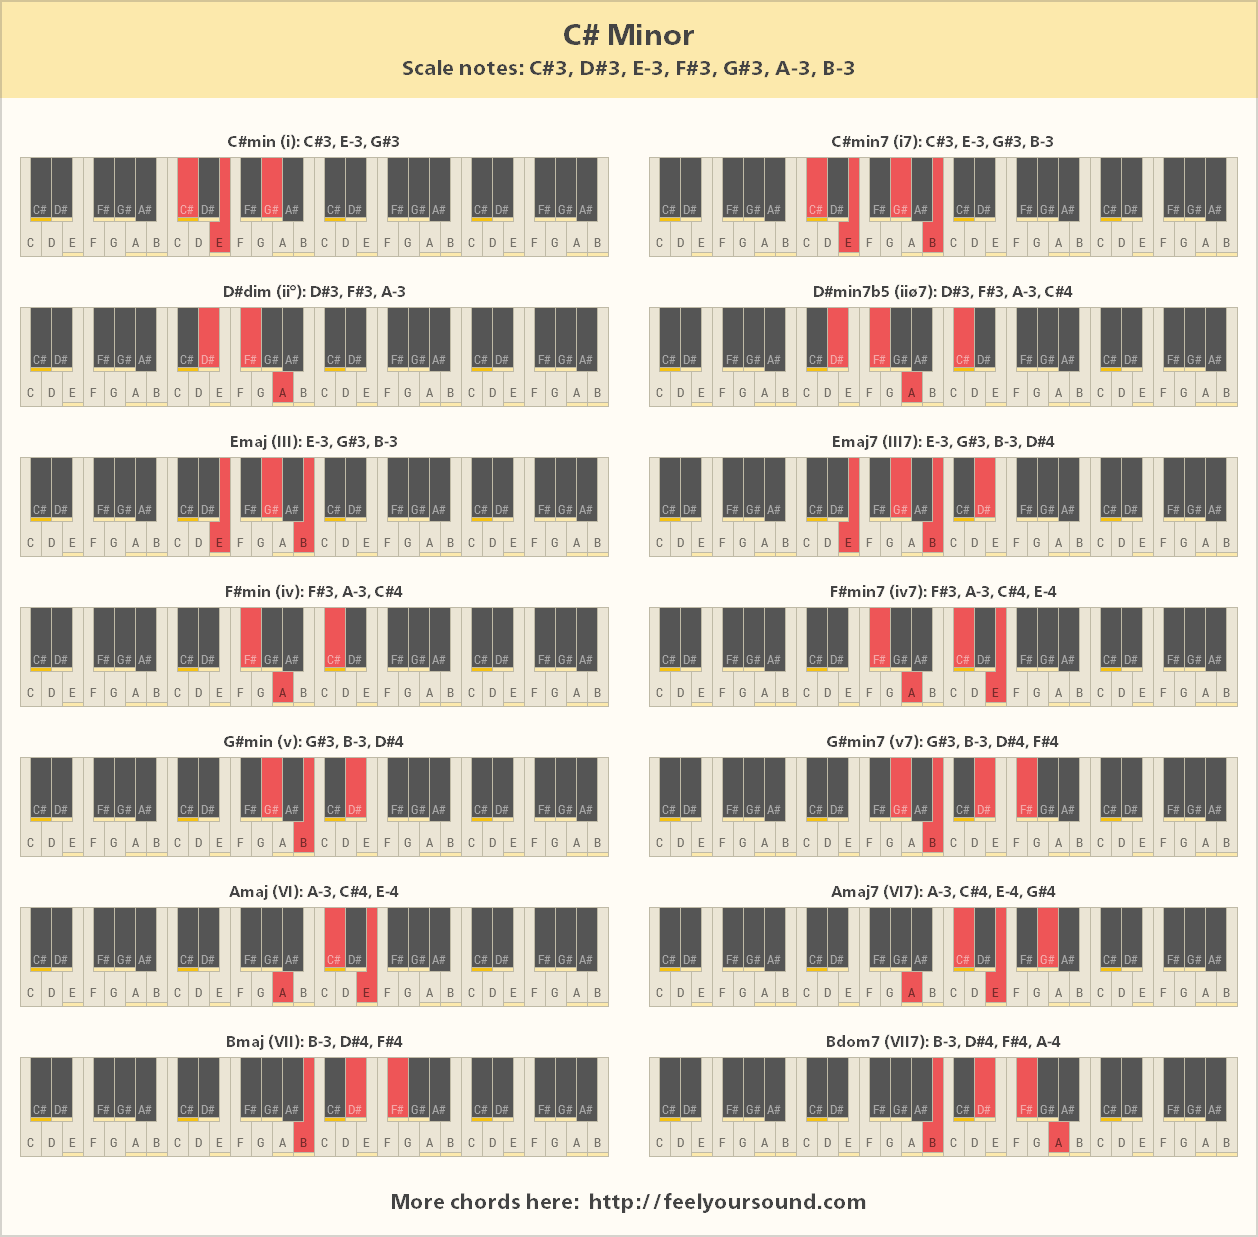 C# Minor
Scale notes: C#3, D#3, E-3, F#3, G#3, A-3, B-3
C#min (i): C#3, E-3, G#3
C# D# F# G# A# C# D# F# G# A# C# D# F# G# A# C# D# F# G# A#
C D E F G A B C D E F G A B C D E F G A B C D E F G A B
C#min7 (i7): C#3, E-3, G#3, B-3
C# D# F# G# A# C# D# F# G# A# C# D# F# G# A# C# D# F# G# A#
C D E F G A B C D E F G A B C D E F G A B C D E F G A B
D#dim (ii°): D#3, F#3, A-3
C# D# F# G# A# C# D# F# G# A# C# D# F# G# A# C# D# F# G# A#
C D E F G A B C D E F G A B C D E F G A B C D E F G A B
D#min7b5 (iiø7): D#3, F#3, A-3, C#4
C# D# F# G# A# C# D# F# G# A# C# D# F# G# A# C# D# F# G# A#
C D E F G A B C D E F G A B C D E F G A B C D E F G A B
Emaj (III): E-3, G#3, B-3
C# D# F# G# A# C# D# F# G# A# C# D# F# G# A# C# D# F# G# A#
C D E F G A B C D E F G A B C D E F G A B C D E F G A B
Emaj7 (III7): E-3, G#3, B-3, D#4
C# D# F# G# A# C# D# F# G# A# C# D# F# G# A# C# D# F# G# A#
C D E F G A B C D E F G A B C D E F G A B C D E F G A B
F#min (iv): F#3, A-3, C#4
C# D# F# G# A# C# D# F# G# A# C# D# F# G# A# C# D# F# G# A#
C D E F G A B C D E F G A B C D E F G A B C D E F G A B
F#min7 (iv7): F#3, A-3, C#4, E-4
C# D# F# G# A# C# D# F# G# A# C# D# F# G# A# C# D# F# G# A#
C D E F G A B C D E F G A B C D E F G A B C D E F G A B
G#min (v): G#3, B-3, D#4
C# D# F# G# A# C# D# F# G# A# C# D# F# G# A# C# D# F# G# A#
C D E F G A B C D E F G A B C D E F G A B C D E F G A B
G#min7 (v7): G#3, B-3, D#4, F#4
C# D# F# G# A# C# D# F# G# A# C# D# F# G# A# C# D# F# G# A#
C D E F G A B C D E F G A B C D E F G A B C D E F G A B
Amaj (VI): A-3, C#4, E-4
C# D# F# G# A# C# D# F# G# A# C# D# F# G# A# C# D# F# G# A#
C D E F G A B C D E F G A B C D E F G A B C D E F G A B
Amaj7 (VI7): A-3, C#4, E-4, G#4
C# D# F# G# A# C# D# F# G# A# C# D# F# G# A# C# D# F# G# A#
C D E F G A B C D E F G A B C D E F G A B C D E F G A B
Bmaj (VII): B-3, D#4, F#4
C# D# F# G# A# C# D# F# G# A# C# D# F# G# A# C# D# F# G# A#
C D E F G A B C D E F G A B C D E F G A B C D E F G A B
Bdom7 (VII7): B-3, D#4, F#4, A-4
C# D# F# G# A# C# D# F# G# A# C# D# F# G# A# C# D# F# G# A#
C D E F G A B C D E F G A B C D E F G A B C D E F G A B
More chords here: http://feelyoursound.com